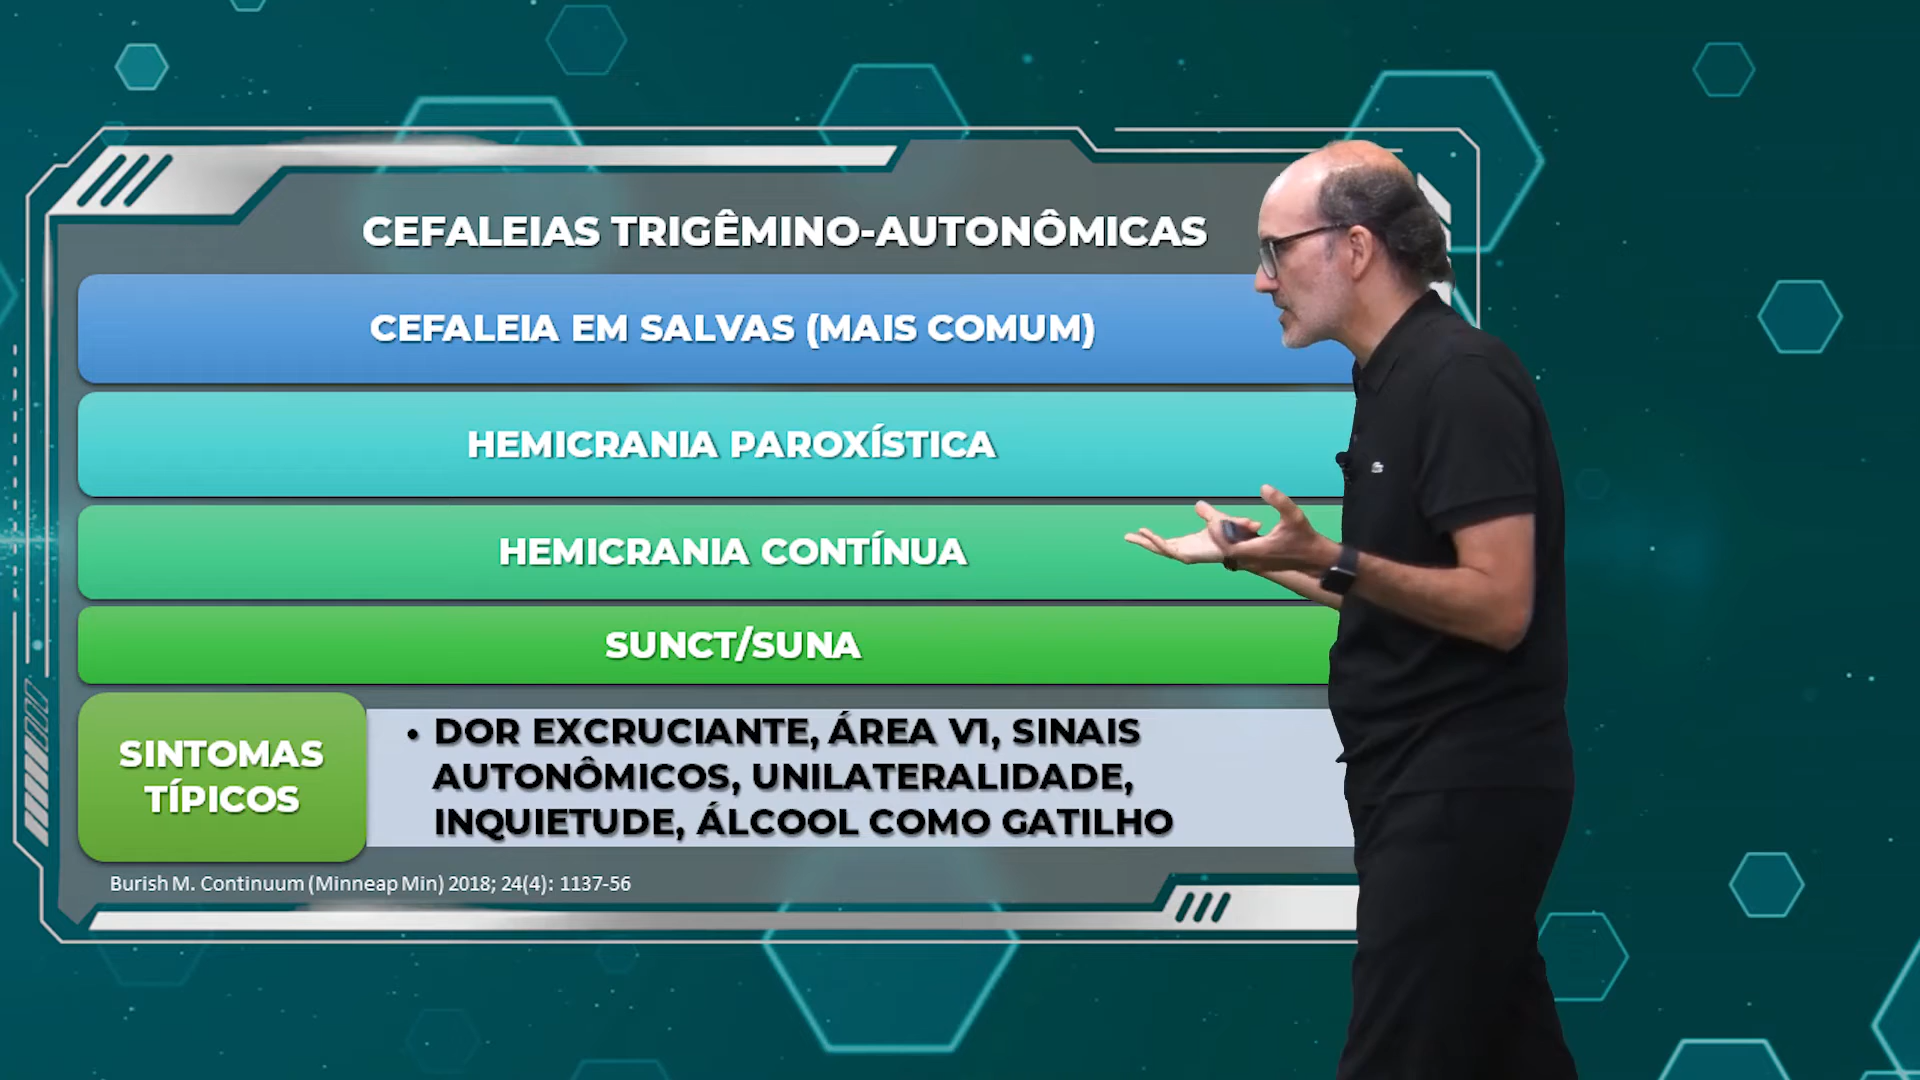 CEFALEIAS TRIGÊMINO-AUTONÔMICAS
CEFALEIA EM SALVAS (MAIS COMUM)
HEMICRANIA PAROXÍSTICA
HEMICRANIA CONTÍNUA
SUNCT/SUNA
SINTOMAS
TÍPICOS
• DOR EXCRUCIANTE, ÁREA V1, SINAIS
AUTONÔMICOS, UNILATERALIDADE,
INQUIETUDE, ÁLCOOL COMO GATILHO
Burish M. Continuum (Minneap Min) 2018; 24(4): 1137-56